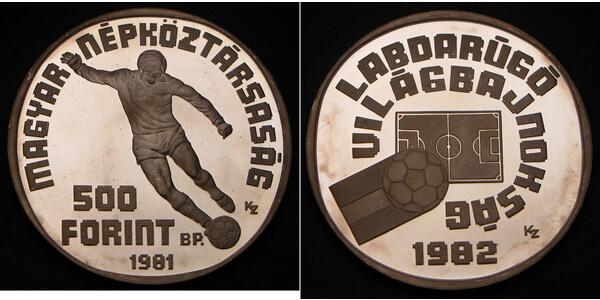 MAGYAR NÉPKÖZTÁRSASÁG
500
FORINT BP.
1981
KZ
LABDARÚGÓ
VILÁGBAJNOKSÁG
1982
KZ